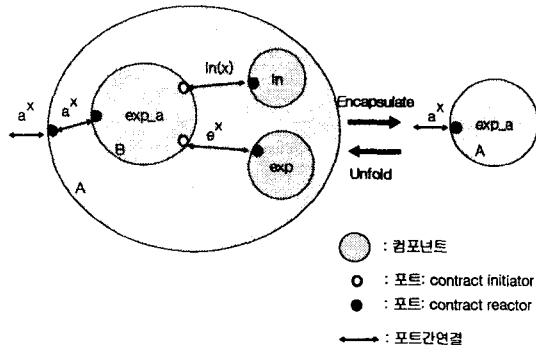 ln(x)
ln
a^x
a^x
exp_a
B
e^x
exp
A
Encapsulate
Unfold
a^x
exp_a
A
: 컴포넌트
: 포트: contract initiator
: 포트: contract reactor
: 포트간연결